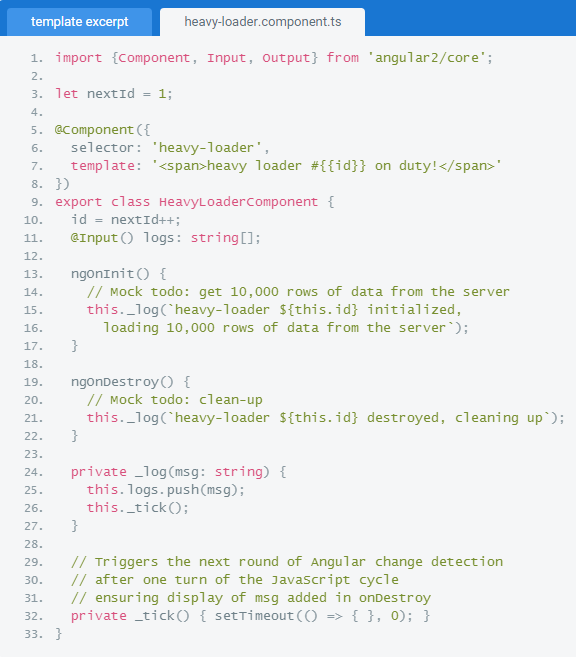 template excerpt
heavy-loader.component.ts
1. import {Component, Input, Output} from 'angular2/core';
2.
3. let nextId = 1;
4.
5. @Component({
6.   selector: 'heavy-loader',
7.   template: '<span>heavy loader #{{id}} on duty!</span>'
8. })
9. export class HeavyLoaderComponent {
10.   id = nextId++;
11.   @Input() logs: string[];
12.
13.   ngOnInit() {
14.     // Mock todo: get 10,000 rows of data from the server
15.     this._log(`heavy-loader ${this.id} initialized,
16.       loading 10,000 rows of data from the server`);
17.   }
18.
19.   ngOnDestroy() {
20.     // Mock todo: clean-up
21.     this._log(`heavy-loader ${this.id} destroyed, cleaning up`);
22.   }
23.
24.   private _log(msg: string) {
25.     this.logs.push(msg);
26.     this._tick();
27.   }
28.
29.   // Triggers the next round of Angular change detection
30.   // after one turn of the JavaScript cycle
31.   // ensuring display of msg added in onDestroy
32.   private _tick() { setTimeout(() => { }, 0); }
33. }